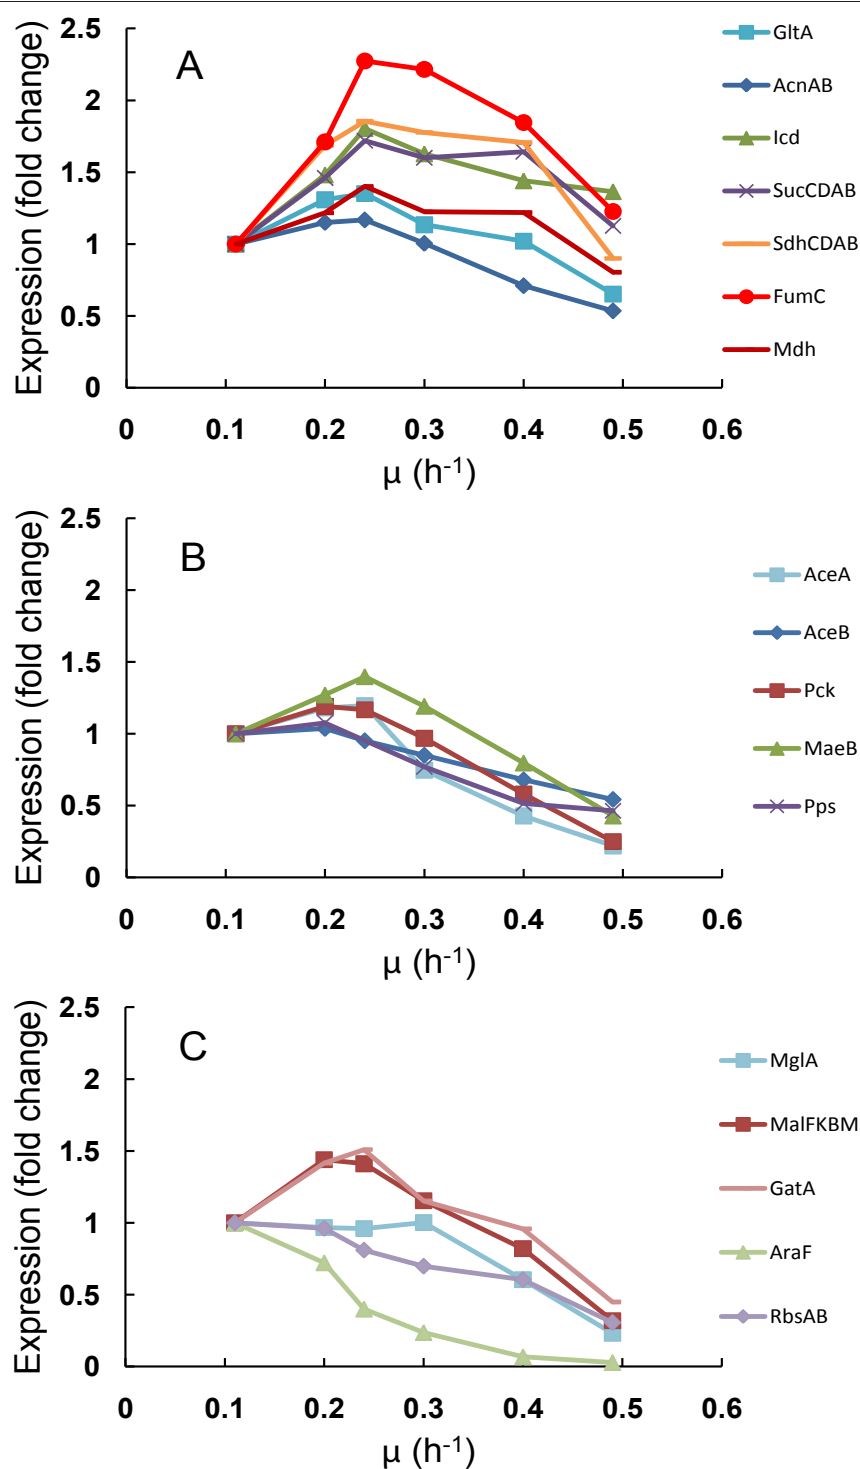 A
Expression (fold change)
2.5
2
1.5
1
0.5
0
0 0.1 0.2 0.3 0.4 0.5 0.6
μ (h-1)
GltA
AcnAB
Icd
SucCDAB
SdhCDAB
FumC
Mdh
B
Expression (fold change)
2.5
2
1.5
1
0.5
0
0 0.1 0.2 0.3 0.4 0.5 0.6
μ (h-1)
AceA
AceB
Pck
MaeB
Pps
C
Expression (fold change)
2.5
2
1.5
1
0.5
0
0 0.1 0.2 0.3 0.4 0.5 0.6
μ (h-1)
MglA
MalFKBM
GatA
AraF
RbsAB